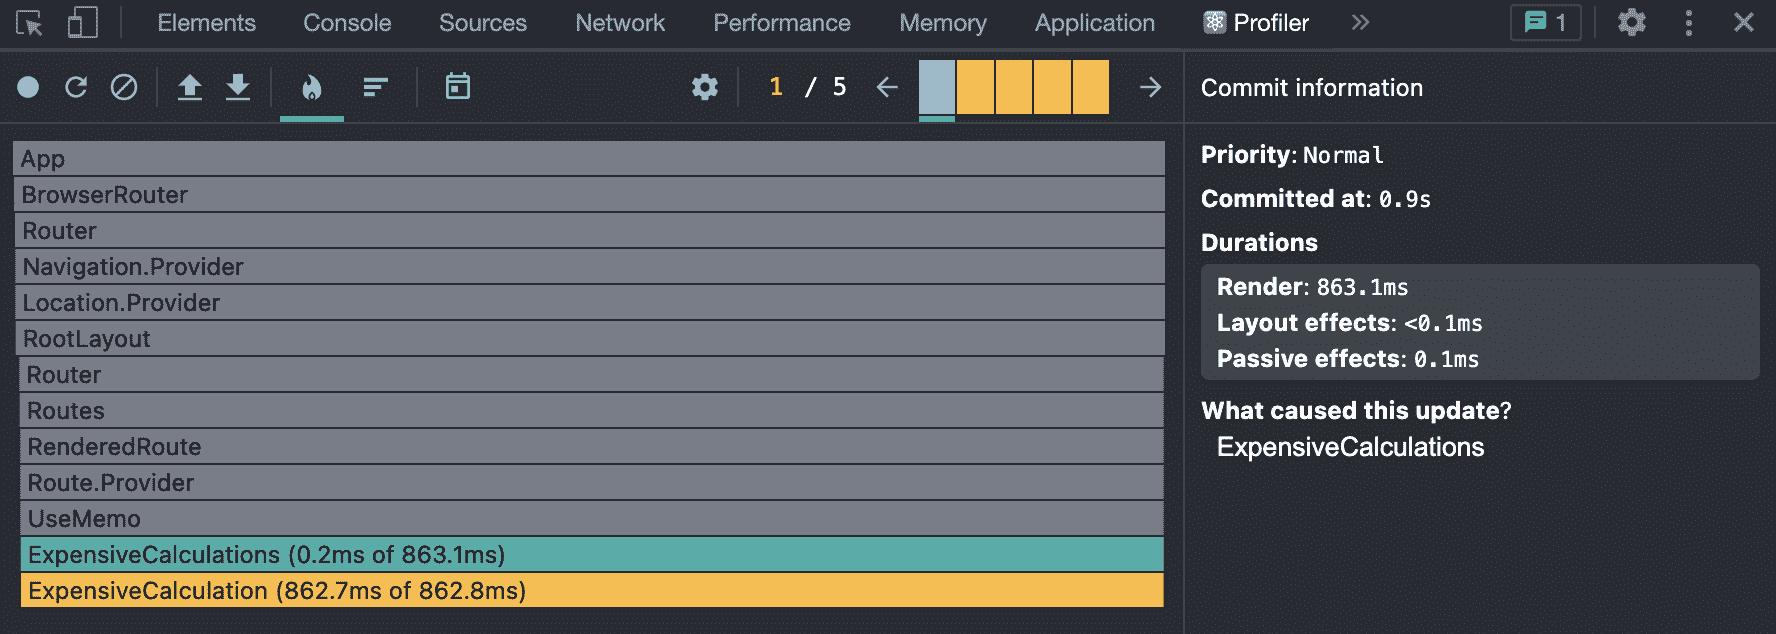 Elements Console Sources Network Performance Memory Application Profiler » 1
1 / 5
Commit information
App
BrowserRouter
Router
Navigation.Provider
Location.Provider
RootLayout
Router
Routes
RenderedRoute
Route.Provider
UseMemo
ExpensiveCalculations (0.2ms of 863.1ms)
ExpensiveCalculation (862.7ms of 862.8ms)
Priority: Normal
Committed at: 0.9s
Durations
Render: 863.1ms
Layout effects: <0.1ms
Passive effects: 0.1ms
What caused this update?
ExpensiveCalculations